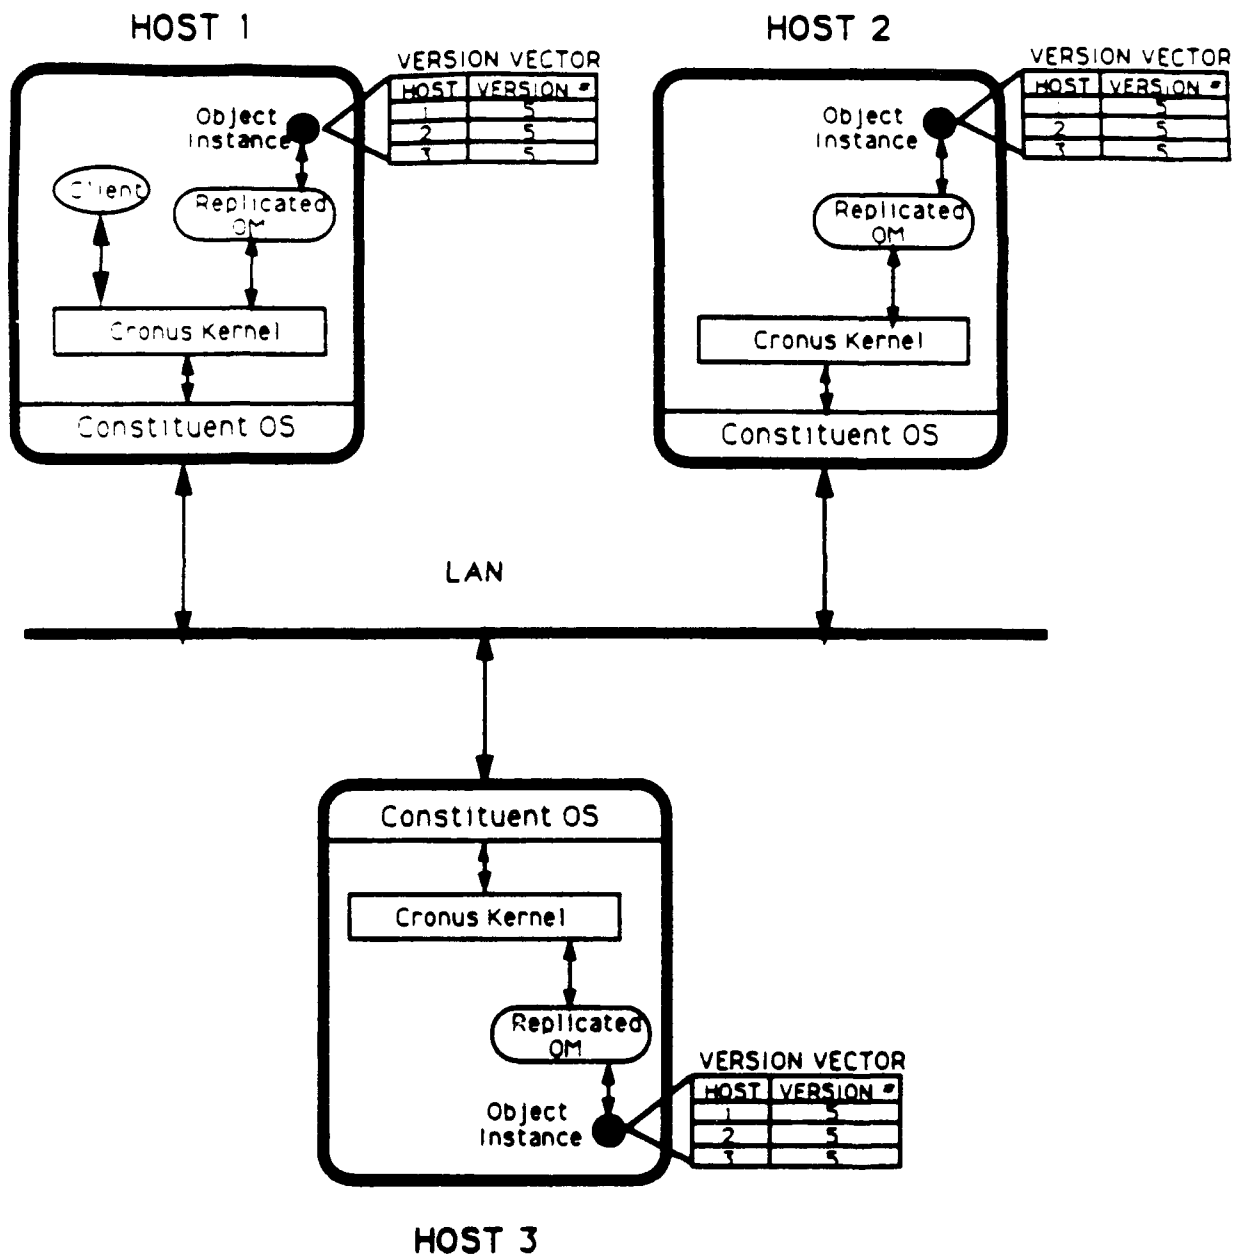 HOST 1
VERSION VECTOR
HOST VERSION #
1 5
2 5
3 5
Object
Instance
Client
Replicated
OM
Cronus Kernel
Constituent OS
HOST 2
VERSION VECTOR
HOST VERSION #
1 5
2 5
3 5
Object
Instance
Replicated
OM
Cronus Kernel
Constituent OS
LAN
Constituent OS
Cronus Kernel
Replicated
OM
VERSION VECTOR
HOST VERSION #
1 5
2 5
3 5
Object
Instance
HOST 3